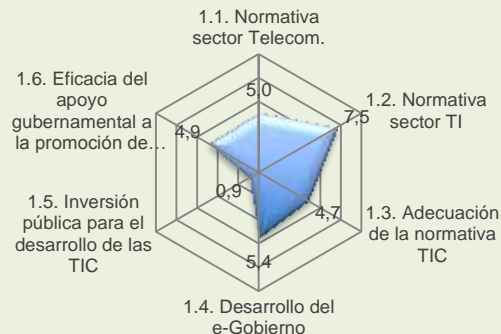 1.1. Normativa
sector Telecom.
5,0
1.6. Eficacia del
apoyo
gubernamental a
la promoción de…
4,9
7,5
1.2. Normativa
sector TI
1.5. Inversión
pública para el
desarrollo de las
TIC
0,9
4,7
1.3. Adecuación
de la normativa
TIC
5,4
1.4. Desarrollo del
e-Gobierno